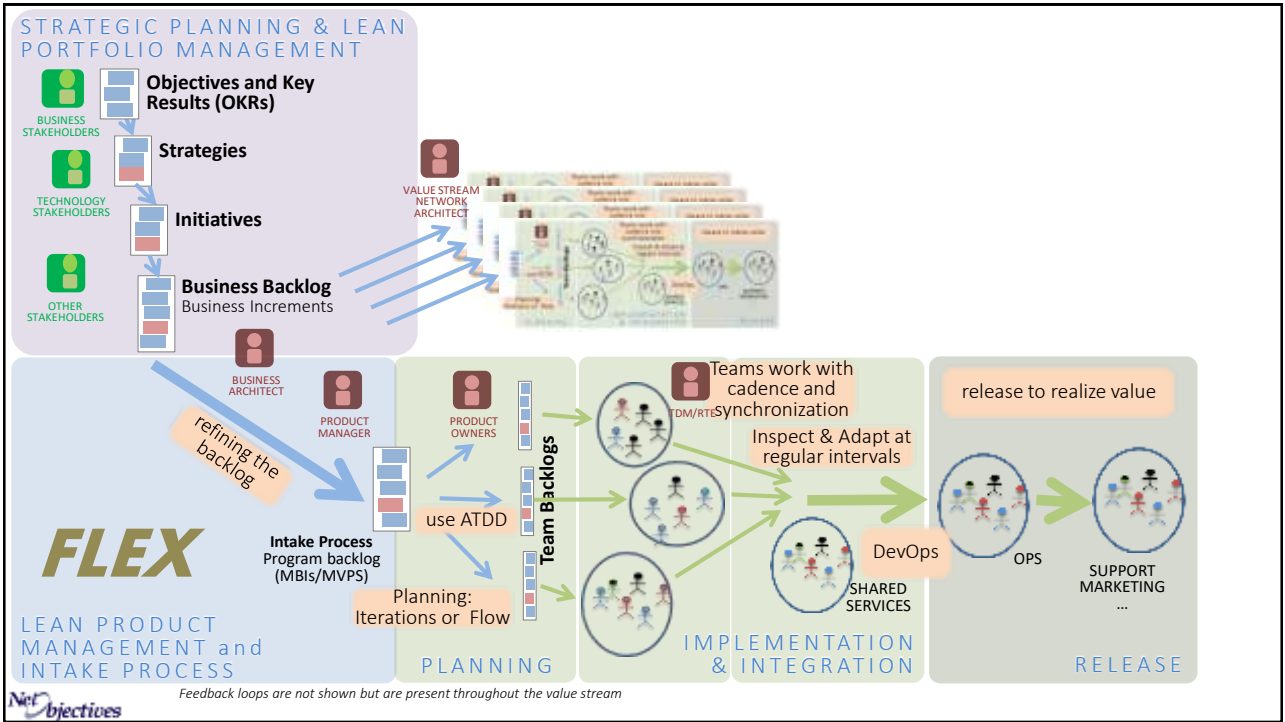 STRATEGIC PLANNING & LEAN
PORTFOLIO MANAGEMENT
Objectives and Key
Results (OKRs)
BUSINESS
STAKEHOLDERS
Strategies
TECHNOLOGY
STAKEHOLDERS
Initiatives
OTHER
STAKEHOLDERS
Business Backlog
Business Increments
VALUE STREAM
NETWORK
ARCHITECT
BUSINESS
ARCHITECT
PRODUCT
MANAGER
refining the
backlog
FLEX
Intake Process
Program backlog
(MBIs/MVPS)
LEAN PRODUCT
MANAGEMENT and
INTAKE PROCESS
PRODUCT
OWNERS
use ATDD
Team Backlogs
Planning:
Iterations or Flow
PLANNING
TDM/RTE
Teams work with
cadence and
synchronization
Inspect & Adapt at
regular intervals
SHARED
SERVICES
DevOps
IMPLEMENTATION
& INTEGRATION
release to realize value
OPS
SUPPORT
MARKETING
...
RELEASE
Feedback loops are not shown but are present throughout the value stream
Net Objectives